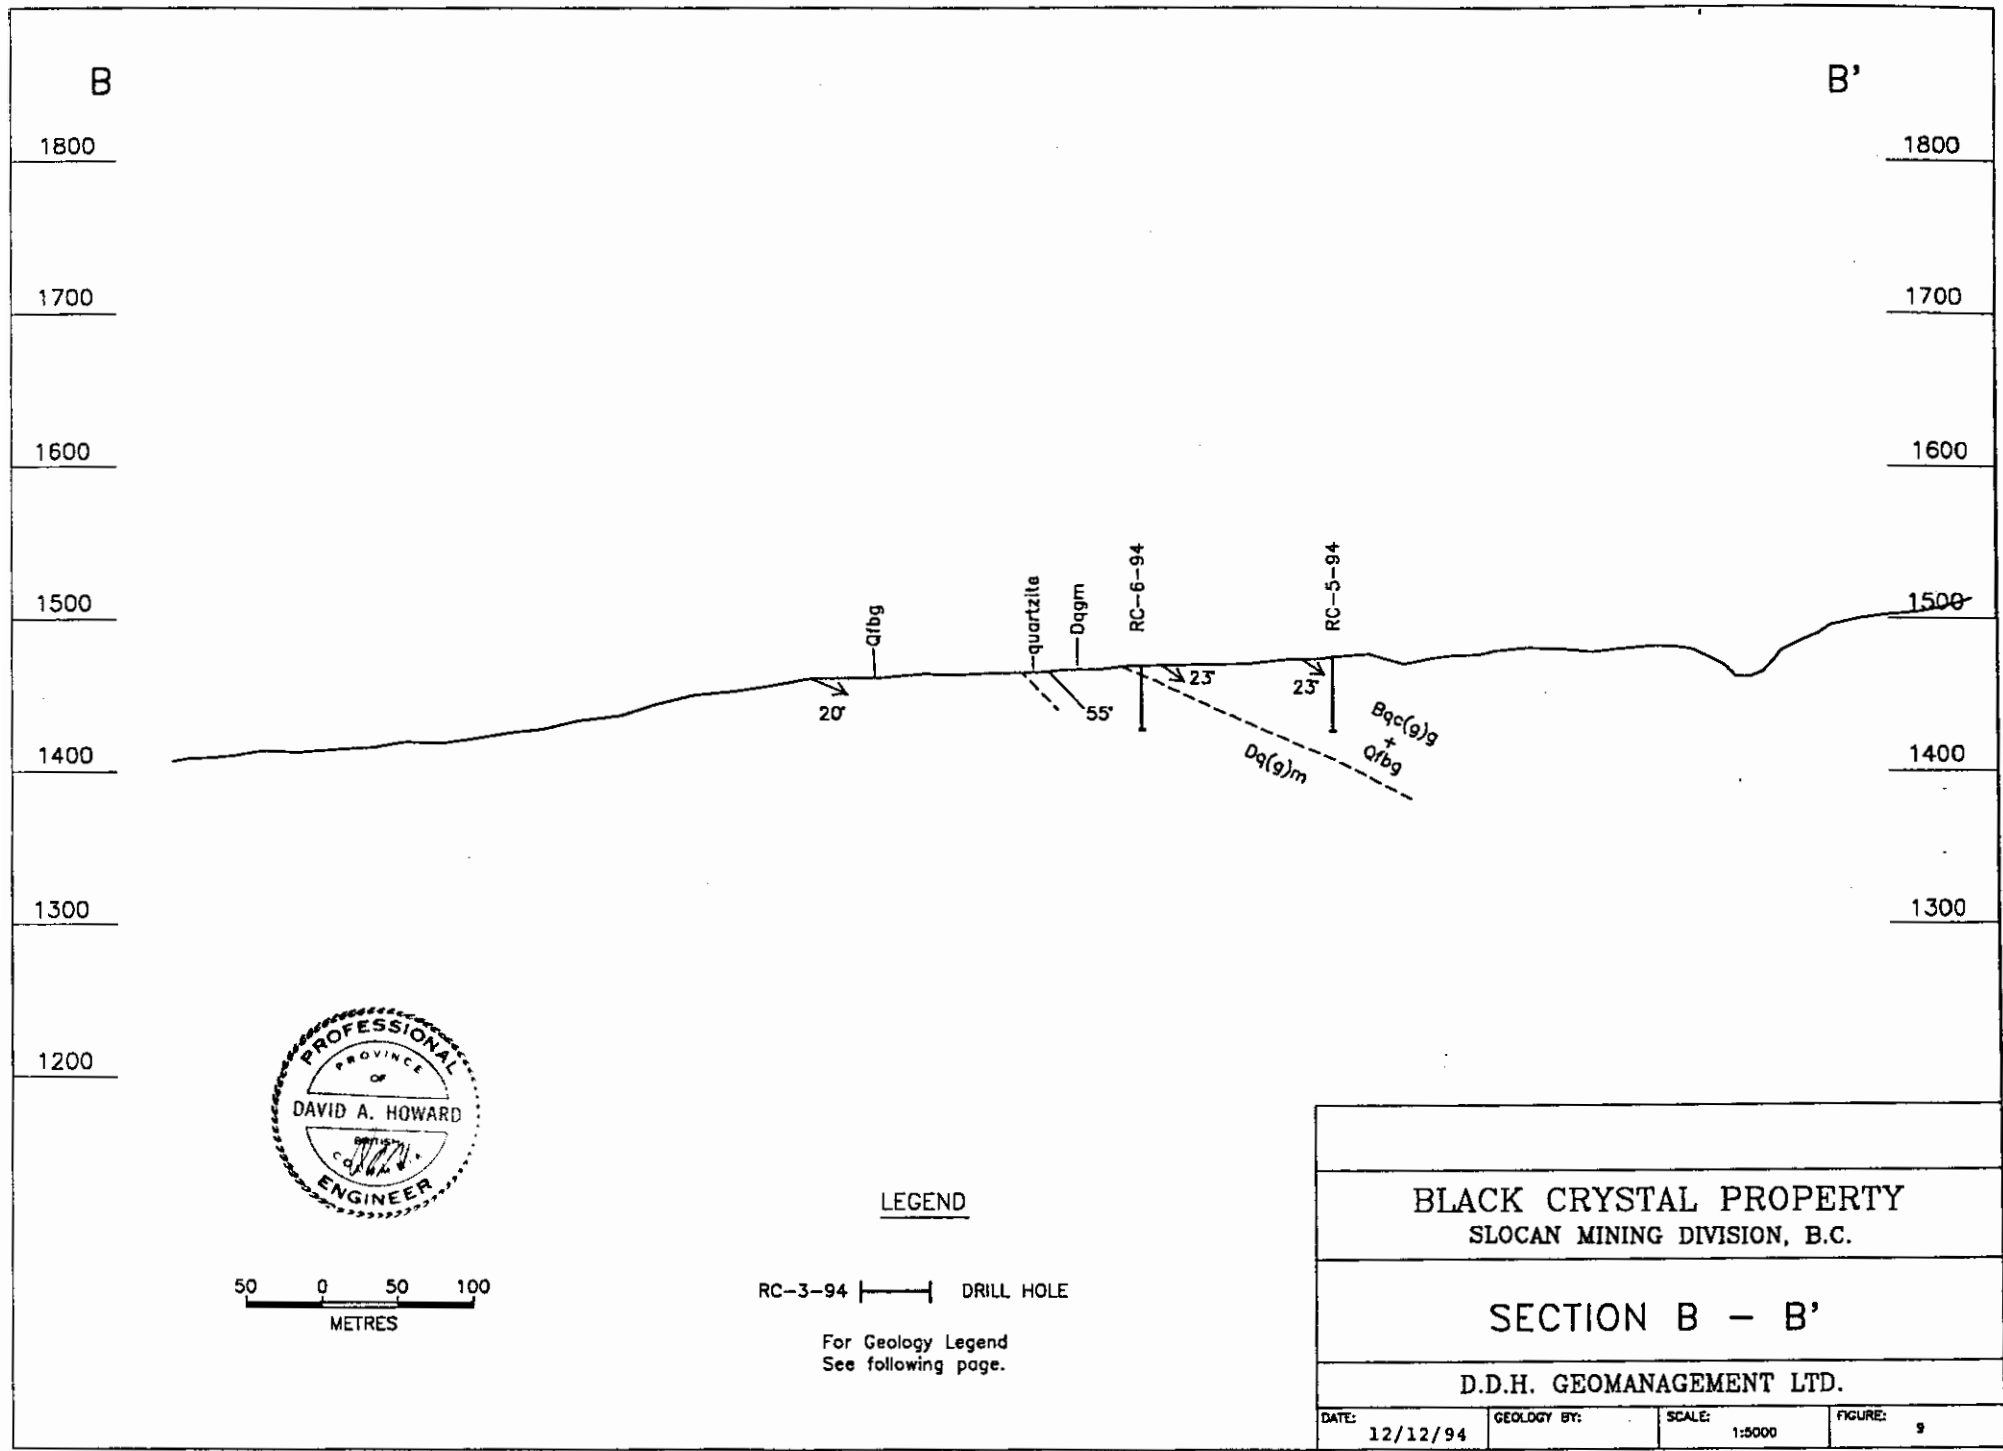 B
B'
1800
1800
1700
1700
1600
1600
1500
1500
1400
1400
1300
1300
1200
Qfbg
quartzite
Dqgm
RC-6-94
RC-5-94
20°
55°
23°
23°
Bqc(g)g
+
Qfbg
Dq(g)m
PROFESSIONAL
PROVINCE
OF
DAVID A. HOWARD
BRITISH
COLUMBIA
ENGINEER
50 0 50 100
METRES
LEGEND
RC-3-94 DRILL HOLE
For Geology Legend
See following page.
BLACK CRYSTAL PROPERTY
SLOCAN MINING DIVISION, B.C.
SECTION B - B'
D.D.H. GEOMANAGEMENT LTD.
DATE: 12/12/94
GEOLOGY BY:
SCALE: 1:5000
FIGURE: 9